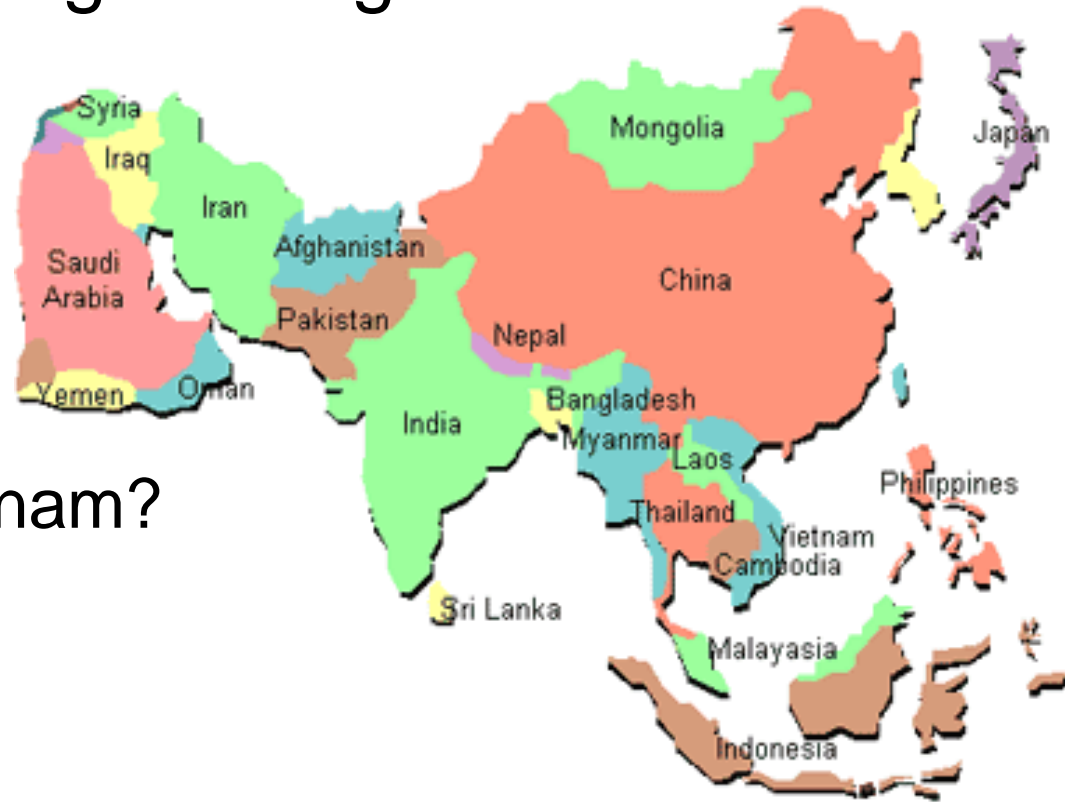 Syria
Mongolia
Japan
Iraq
Iran
Afghanistan
Saudi
Arabia
China
Pakistan
Nepal
Yemen
Oman
India
Bangladesh
Myanmar
Laos
Philippines
nam?
Thailand
Vietnam
Cambodia
Sri Lanka
Malayasia
Indonesia